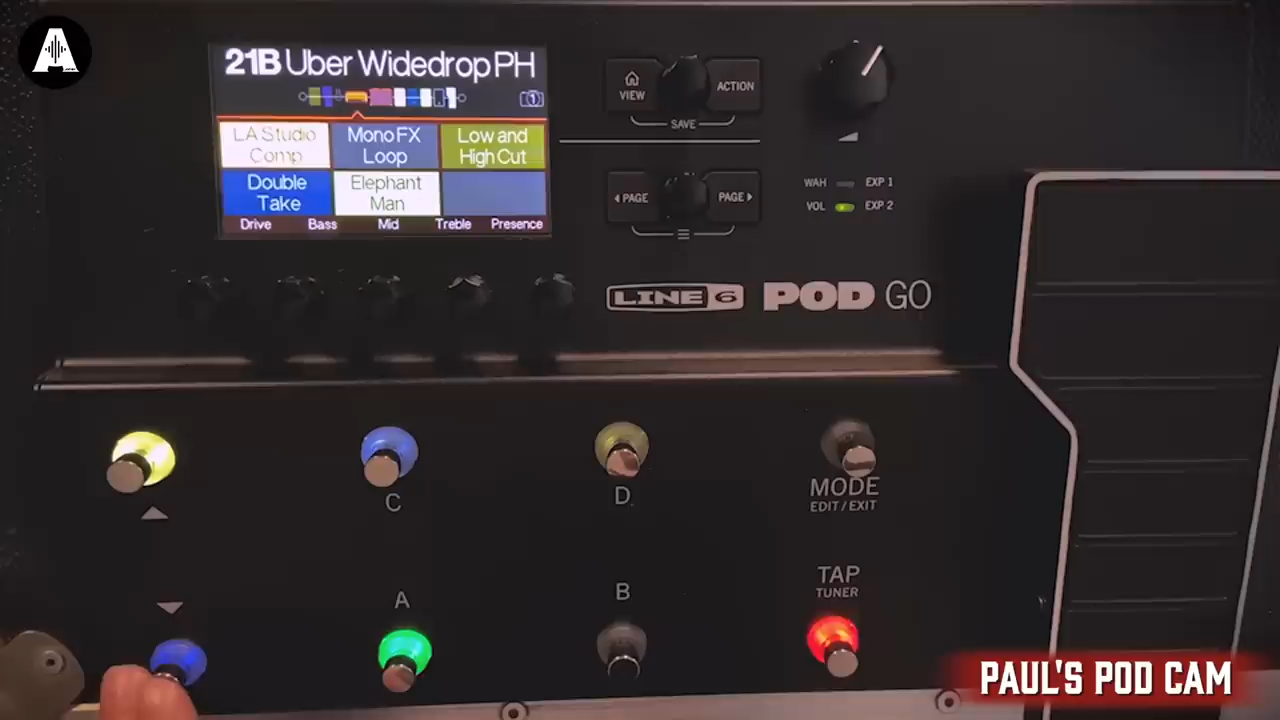 21B Uber Widedrop PH
1
LA Studio Comp
Mono FX Loop
Low and High Cut
Double Take
Elephant Man
Drive Bass Mid Treble Presence
VIEW
ACTION
SAVE
PAGE
PAGE
WAH EXP 1
VOL EXP 2
LINE 6 POD GO
C
D
MODE
EDIT / EXIT
A
B
TAP
TUNER
PAUL'S POD CAM